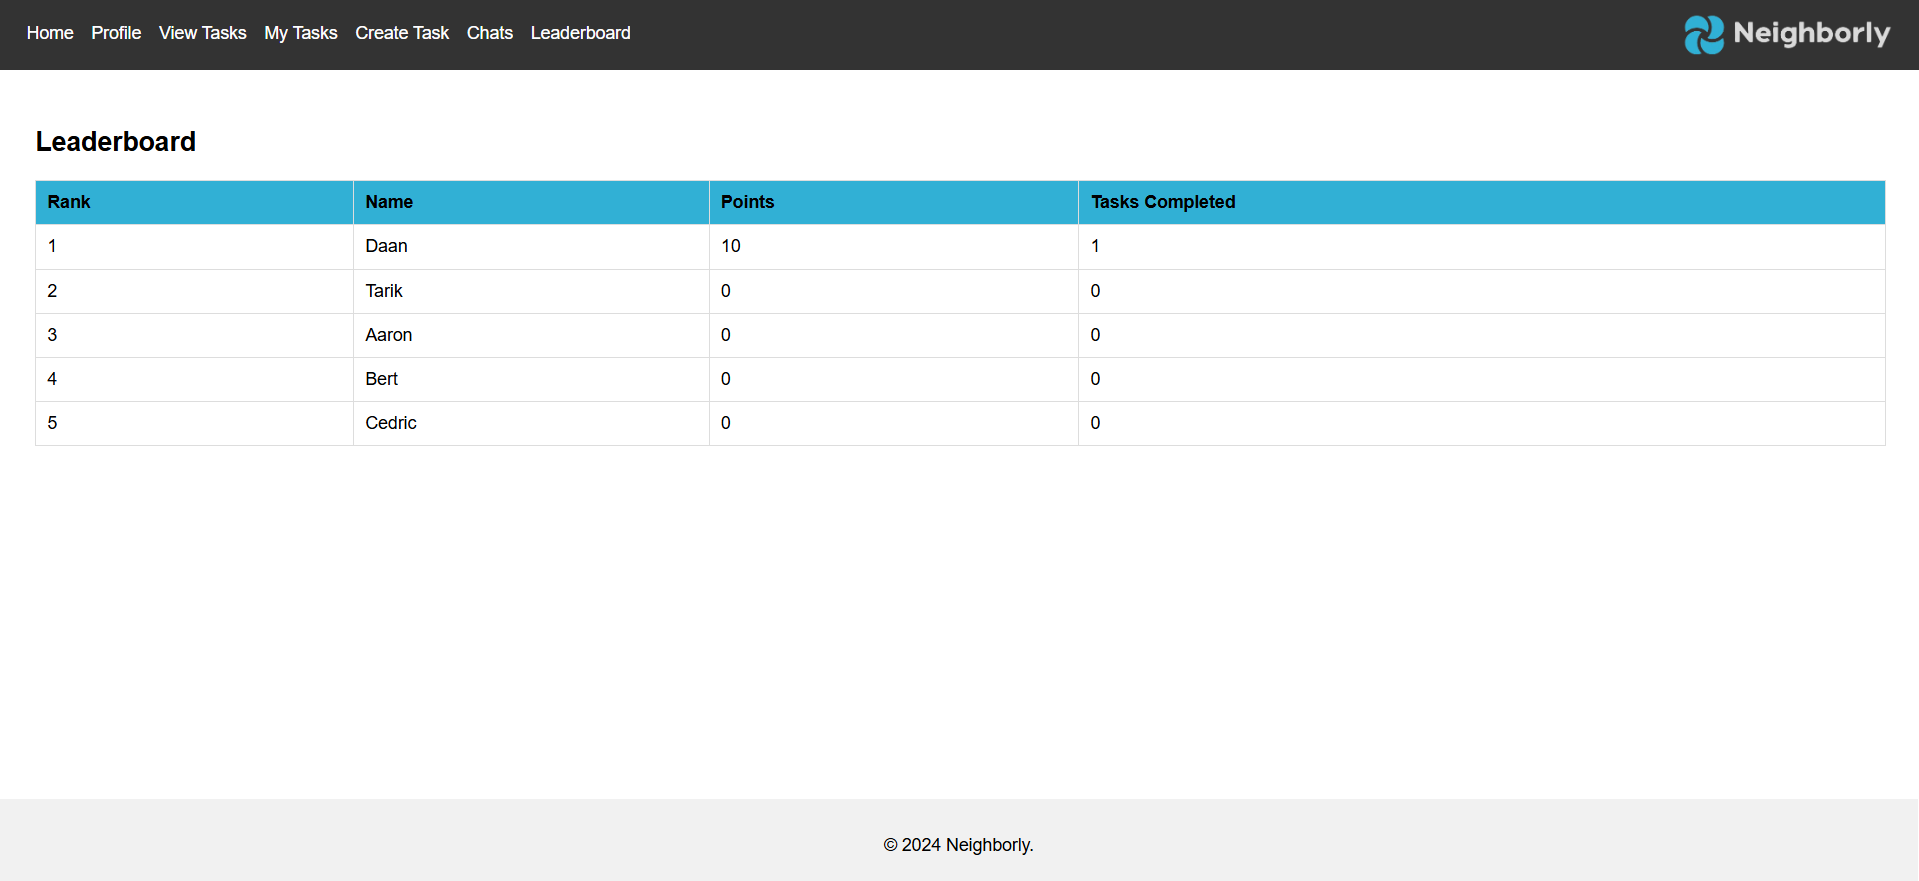 Home Profile View Tasks My Tasks Create Task Chats Leaderboard Neighborly
Leaderboard
Rank Name Points Tasks Completed
1 Daan 10 1
2 Tarik 0 0
3 Aaron 0 0
4 Bert 0 0
5 Cedric 0 0
© 2024 Neighborly.